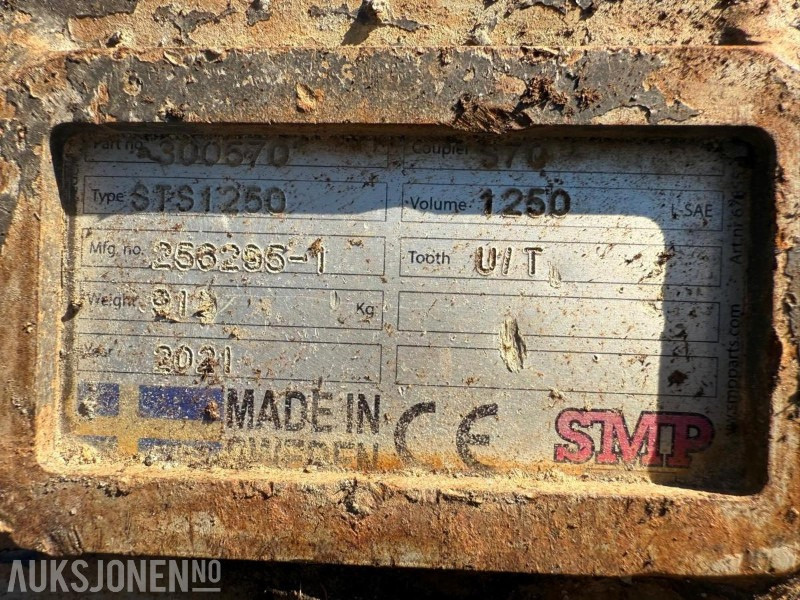 Part no. 300570 Coupler S70
Type STS1250 Volume 1250 L SAE
Mfg. no. 256295-1 Tooth U/T
Weight Kg
Year 2021
MADE IN
SWEDEN
CE
SMP
www.smpparts.com
AUKSJONEN.NO